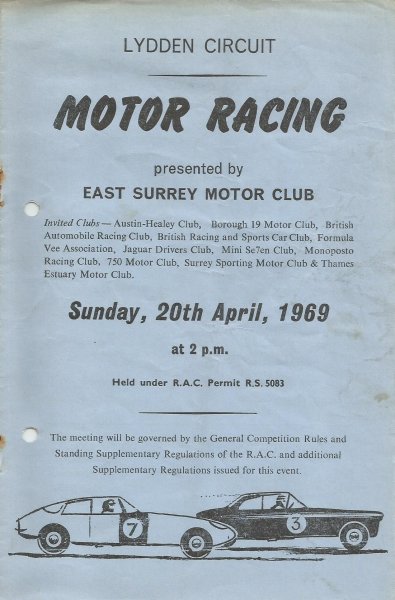 LYDDEN CIRCUIT
MOTOR RACING
presented by
EAST SURREY MOTOR CLUB
Invited Clubs — Austin-Healey Club, Borough 19 Motor Club, British
Automobile Racing Club, British Racing and Sports Car Club, Formula
Vee Association, Jaguar Drivers Club, Mini Se7en Club, Monoposto
Racing Club, 750 Motor Club, Surrey Sporting Motor Club & Thames
Estuary Motor Club.
Sunday, 20th April, 1969
at 2 p.m.
Held under R.A.C. Permit R.S. 5083
The meeting will be governed by the General Competition Rules and
Standing Supplementary Regulations of the R.A.C. and additional
Supplementary Regulations issued for this event.
7
3